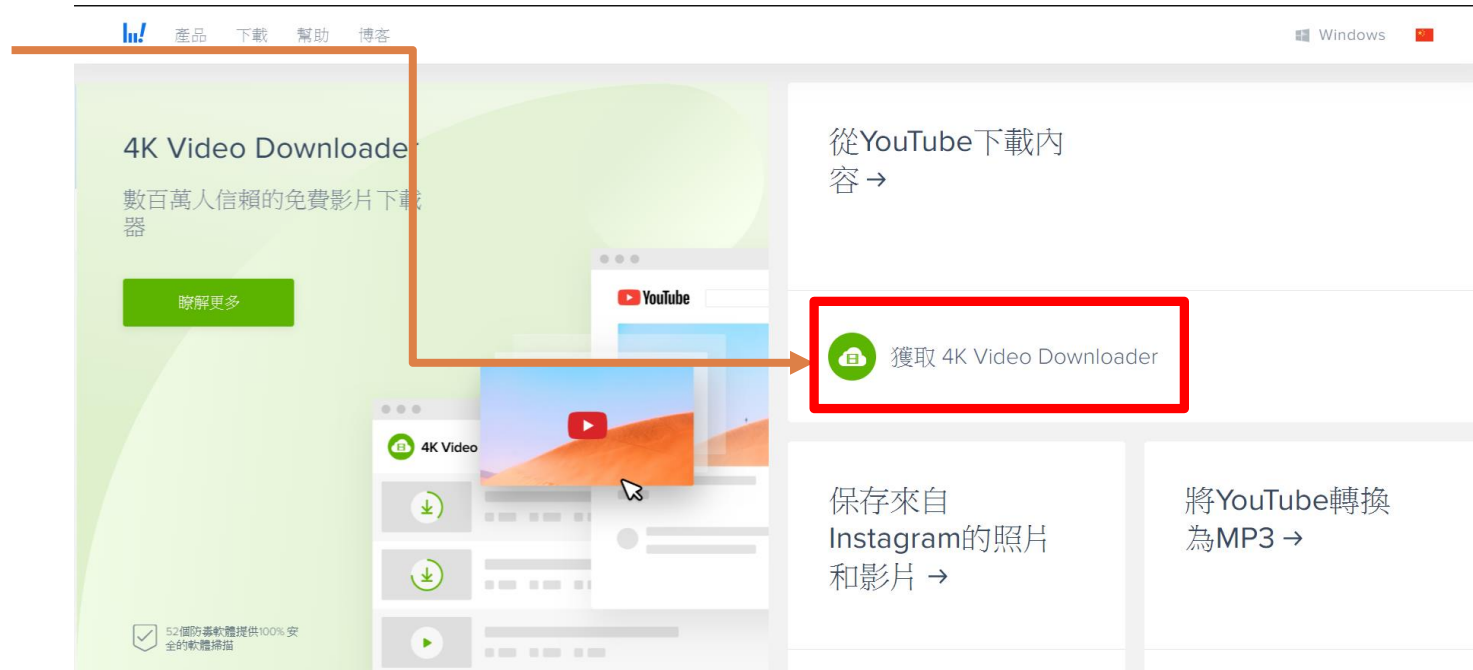 產品 下載 幫助 博客
Windows
4K Video Downloader
數百萬人信賴的免費影片下載
器
瞭解更多
YouTube
4K Video
52個防毒軟體提供100% 安
全的軟體掃描
從YouTube下載內
容 →
獲取 4K Video Downloader
保存來自
Instagram的照片
和影片 →
將YouTube轉換
為MP3 →